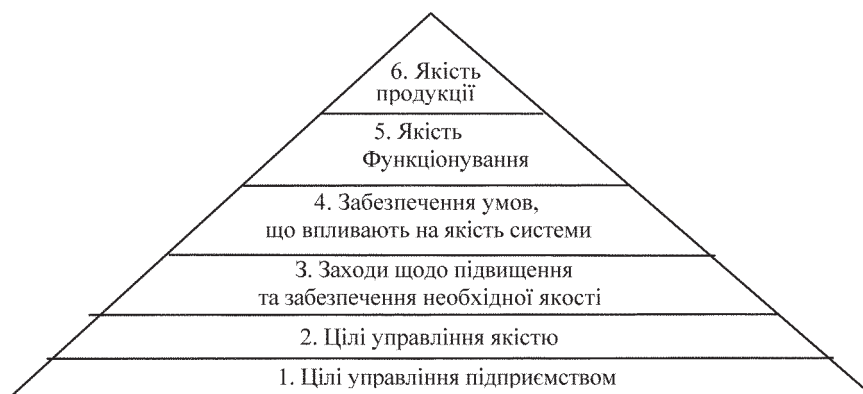 6. Якість
продукції
5. Якість
Функціонування
4. Забезпечення умов,
що впливають на якість системи
3. Заходи щодо підвищення
та забезпечення необхідної якості
2. Цілі управління якістю
1. Цілі управління підприємством